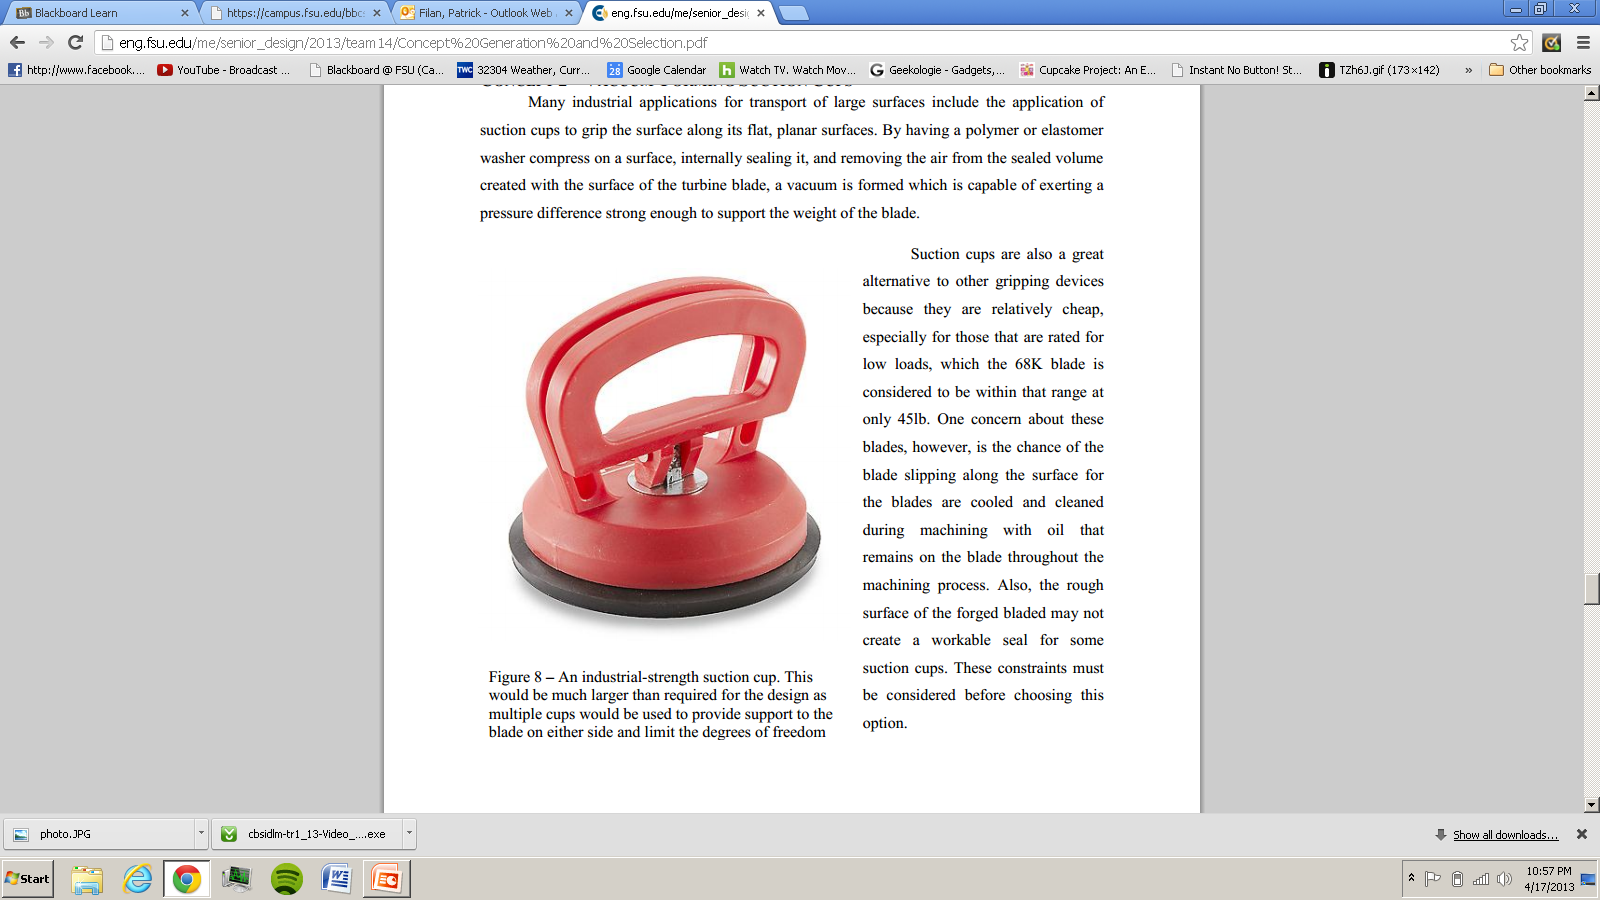 Blackboard Learn
https://campus.fsu.edu/bbcs
Filan, Patrick - Outlook Web
eng.fsu.edu/me/senior_desi
eng.fsu.edu/me/senior_design/2013/team14/Concept%20Generation%20and%20Selection.pdf
http://www.facebook....
YouTube - Broadcast ...
Blackboard @ FSU (Ca...
TWC
32304 Weather, Curr...
28
Google Calendar
h
Watch TV. Watch Mov...
G
Geekologie - Gadgets,...
Cupcake Project: An E...
Instant No Button! St...
TZh6J.gif (173×142)
»
Other bookmarks
Many industrial applications for transport of large surfaces include the application of
suction cups to grip the surface along its flat, planar surfaces. By having a polymer or elastomer
washer compress on a surface, internally sealing it, and removing the air from the sealed volume
created with the surface of the turbine blade, a vacuum is formed which is capable of exerting a
pressure difference strong enough to support the weight of the blade.
Suction cups are also a great
alternative to other gripping devices
because they are relatively cheap,
especially for those that are rated for
low loads, which the 68K blade is
considered to be within that range at
only 45lb. One concern about these
blades, however, is the chance of the
blade slipping along the surface for
the blades are cooled and cleaned
during machining with oil that
remains on the blade throughout the
machining process. Also, the rough
surface of the forged bladed may not
create a workable seal for some
suction cups. These constraints must
be considered before choosing this
option.
Figure 8 – An industrial-strength suction cup. This
would be much larger than required for the design as
multiple cups would be used to provide support to the
blade on either side and limit the degrees of freedom
photo.JPG
cbsidlm-tr1_13-Video_....exe
Show all downloads...
Start
10:57 PM
4/17/2013